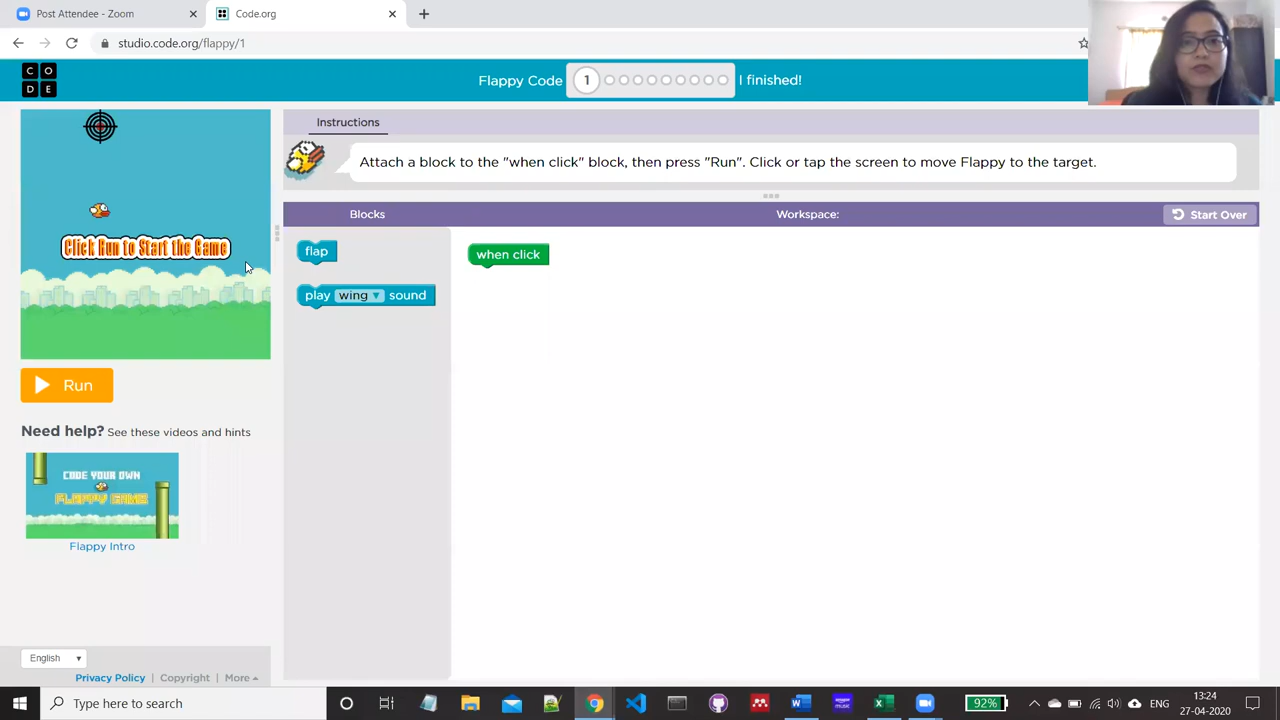 Post Attendee - Zoom
Code.org
studio.code.org/flappy/1
C O
D E
Flappy Code
1
I finished!
Instructions
Attach a block to the "when click" block, then press "Run". Click or tap the screen to move Flappy to the target.
Click Run to Start the Game
Blocks
Workspace:
Start Over
flap
when click
play wing sound
Run
Need help? See these videos and hints
CODE YOUR OWN
FLAPPY GAME
Flappy Intro
English
Privacy Policy | Copyright | More
Type here to search
W
music
X
92%
ENG
13:24
27-04-2020